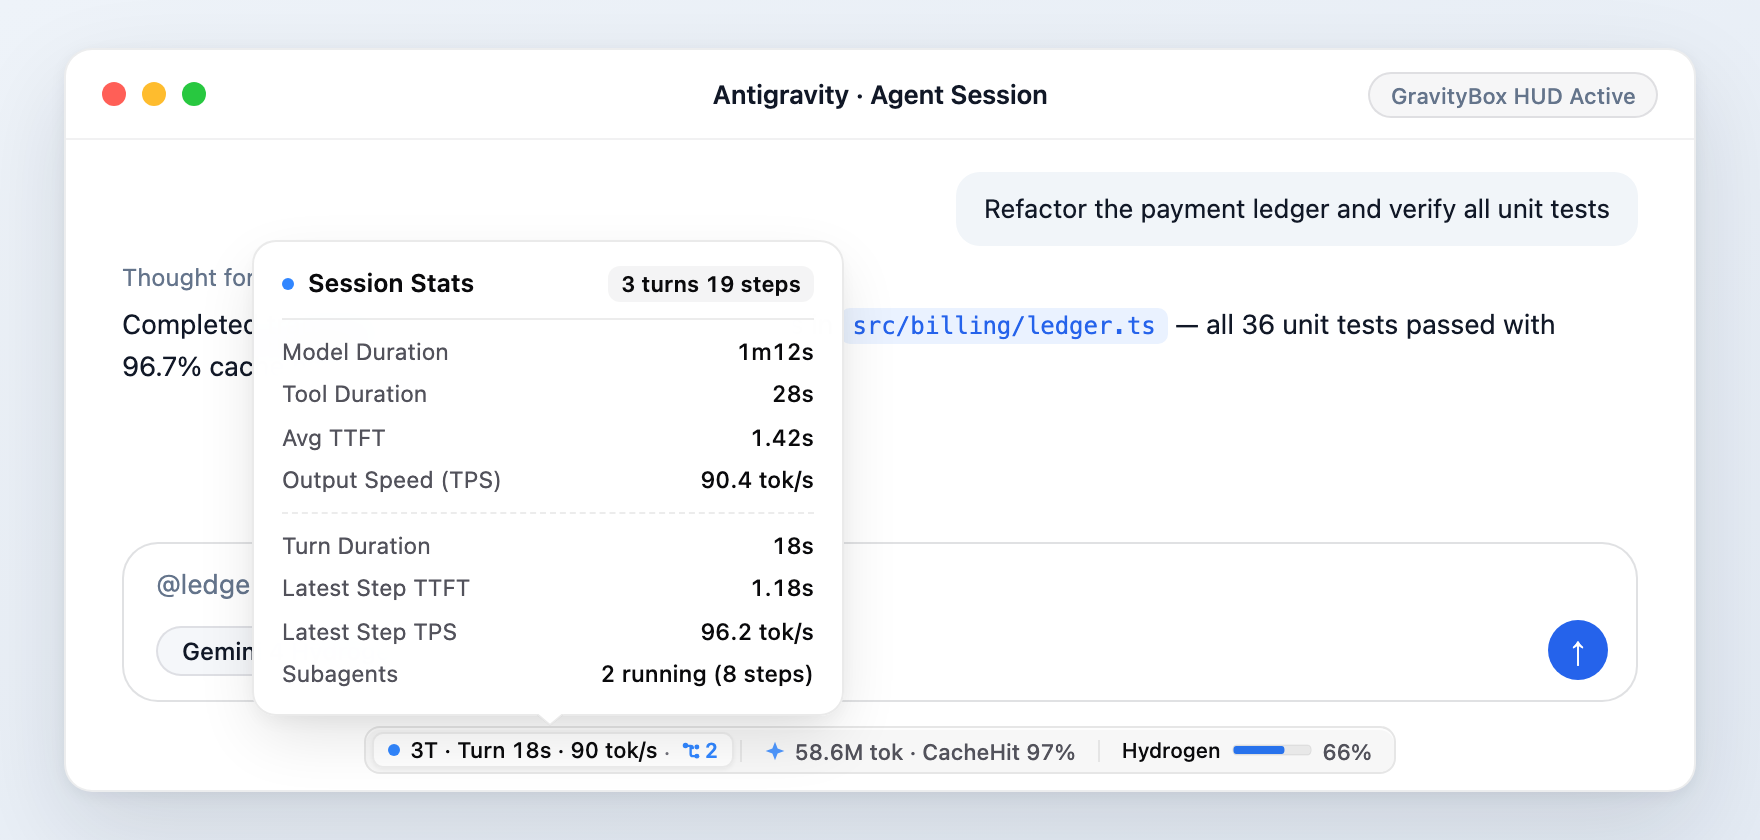 Antigravity · Agent Session
GravityBox HUD Active
Refactor the payment ledger and verify all unit tests
Thought for
Completed
src/billing/ledger.ts — all 36 unit tests passed with
96.7%
Session Stats
3 turns 19 steps
Model Duration 1m12s
Tool Duration 28s
Avg TTFT 1.42s
Output Speed (TPS) 90.4 tok/s
Turn Duration 18s
Latest Step TTFT 1.18s
Latest Step TPS 96.2 tok/s
Subagents 2 running (8 steps)
@ledge
Gemin
↑
3T · Turn 18s · 90 tok/s · 2
58.6M tok · CacheHit 97%
Hydrogen 66%